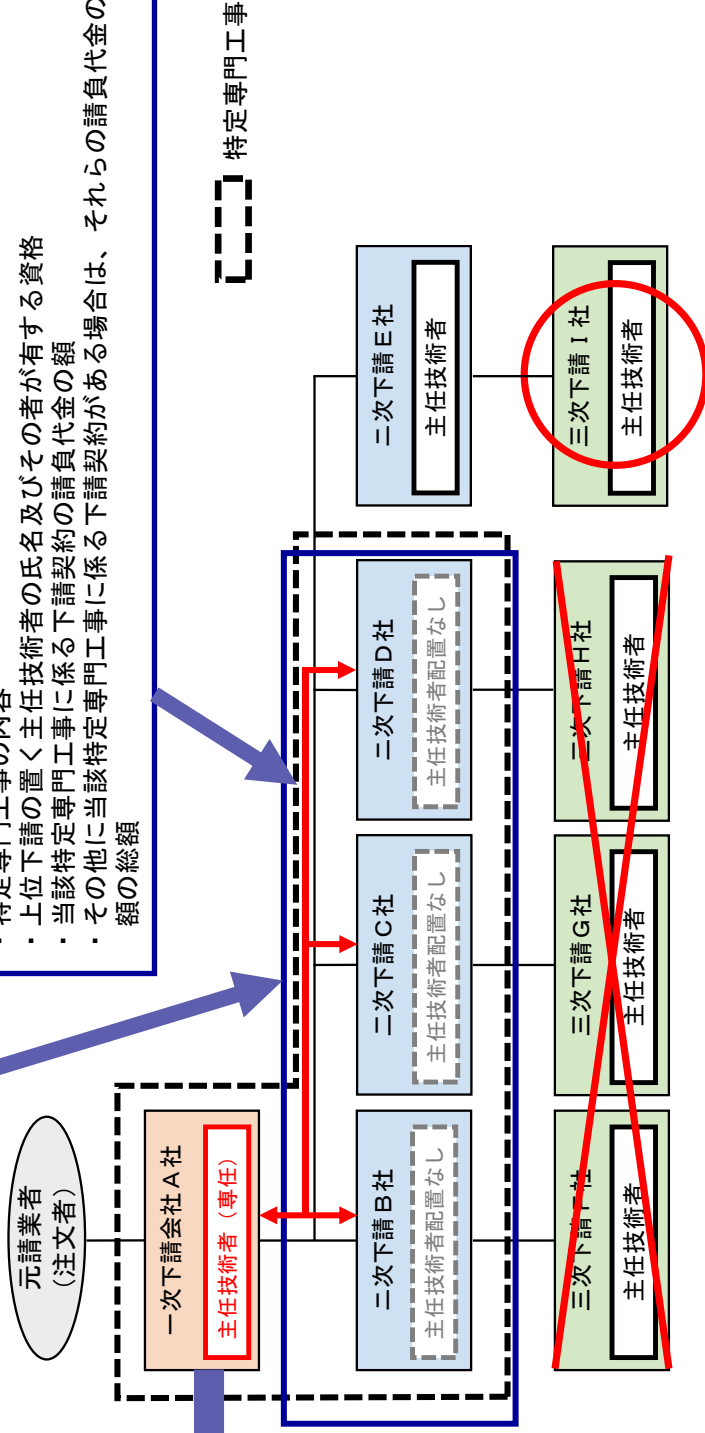 ・特定専門工事の内容
・上位下請の置く主任技術者の氏名及びその者が有する資格
・当該特定専門工事に係る下請契約の請負代金の額
・その他に当該特定専門工事に係る下請契約がある場合は、それらの請負代金の
額の総額
特定専門工事
元請業者
（注文者）
一次下請会社A社
主任技術者（専任）
二次下請B社
主任技術者配置なし
二次下請C社
主任技術者配置なし
二次下請D社
主任技術者配置なし
二次下請E社
主任技術者
三次下請F社
主任技術者
三次下請G社
主任技術者
三次下請H社
主任技術者
三次下請I社
主任技術者